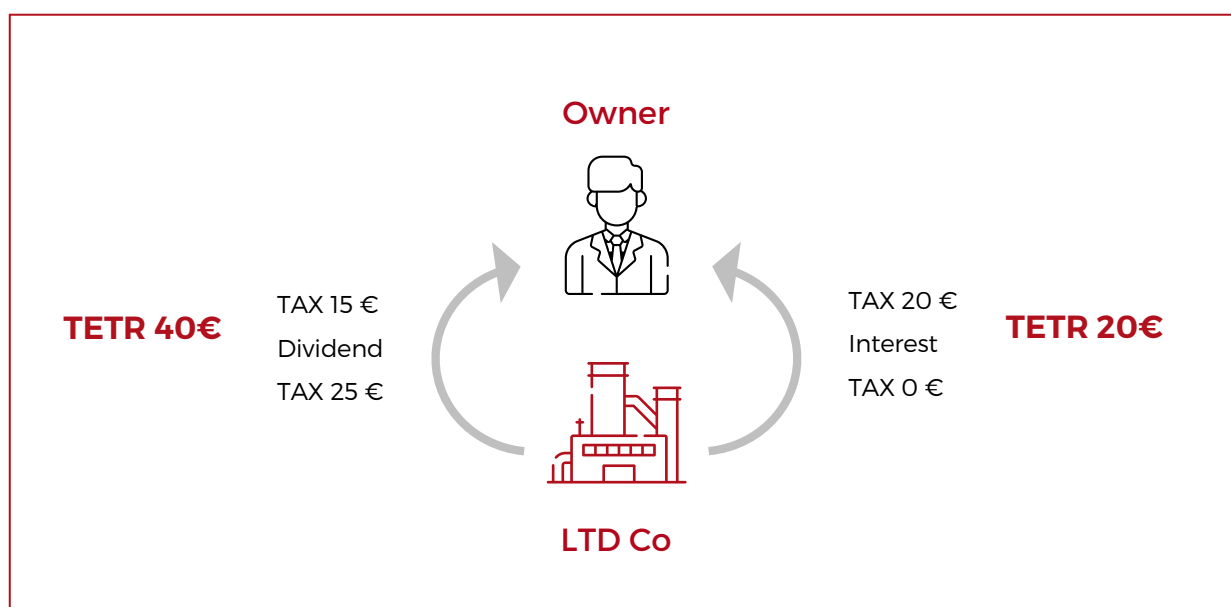 Owner
TETR 40€
TAX 15 €
Dividend
TAX 25 €
TAX 20 €
Interest
TAX 0 €
TETR 20€
LTD Co